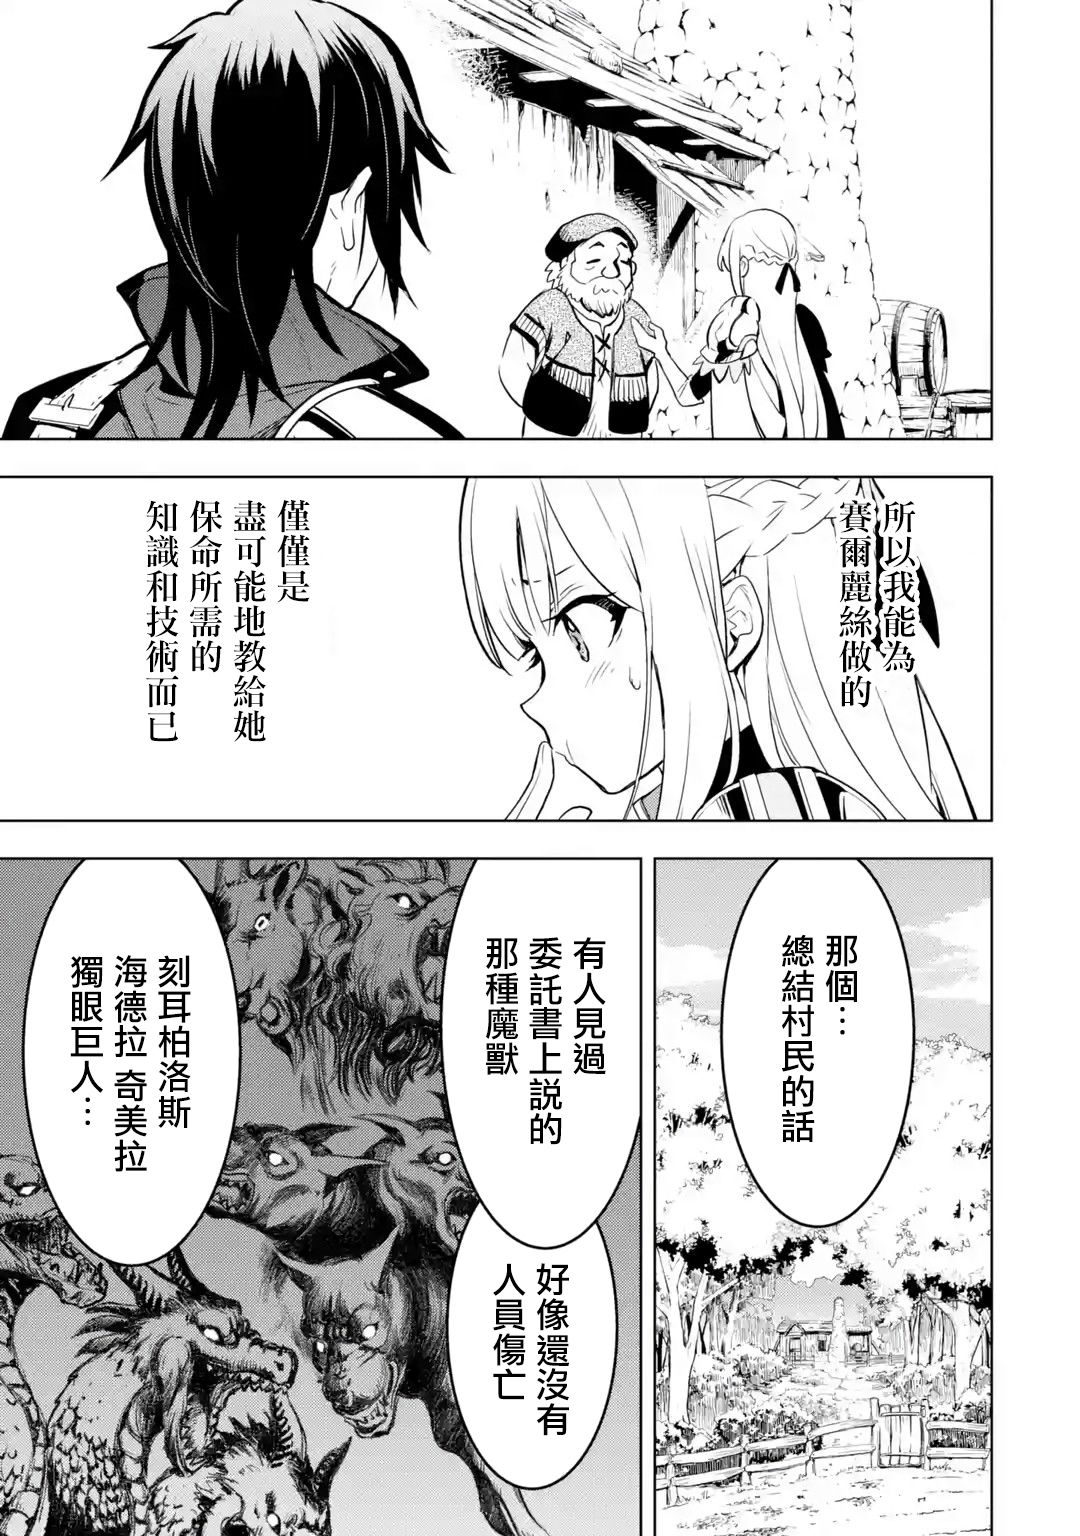 所以我能為
賽爾麗絲做的
僅僅是
盡可能地教給她
保命所需的
知識和技術而已
那個…
總結村民的話
有人見過
委託書上説的
那種魔獸
好像還沒有
人員傷亡
刻耳柏洛斯
海德拉 奇美拉
獨眼巨人…